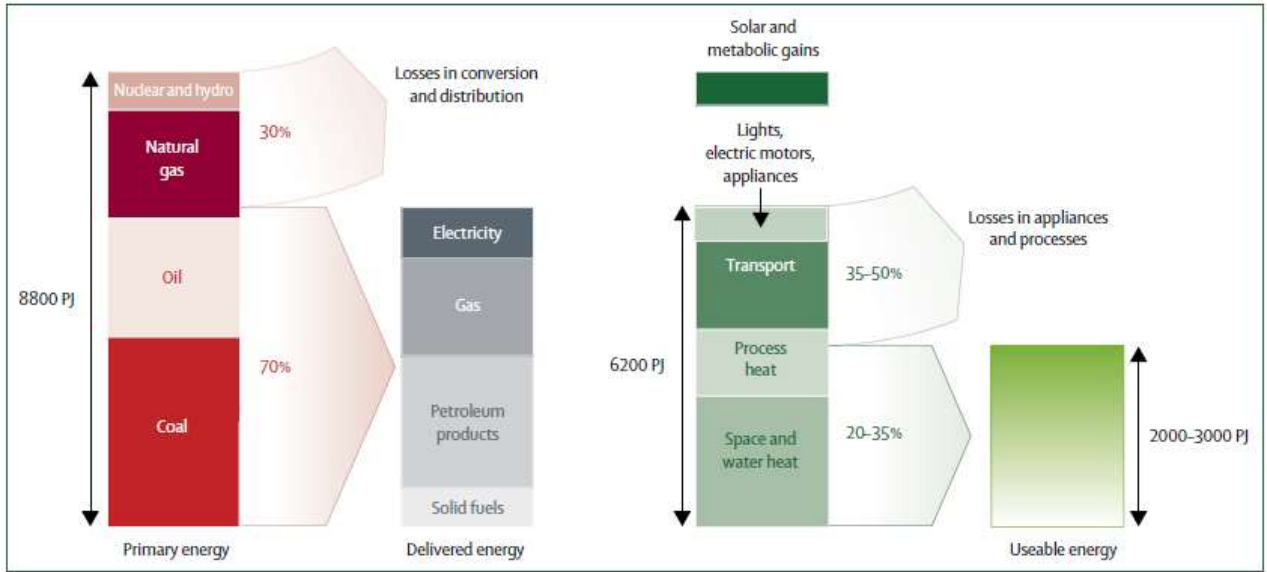 8800 PJ
Nuclear and hydro
Natural
gas
Oil
Coal
Primary energy
30%
70%
Losses in conversion
and distribution
Electricity
Gas
Petroleum
products
Solid fuels
Delivered energy
Solar and
metabolic gains
Lights,
electric motors,
appliances
6200 PJ
Transport
Process
heat
Space and
water heat
35–50%
20–35%
Losses in appliances
and processes
2000–3000 PJ
Useable energy